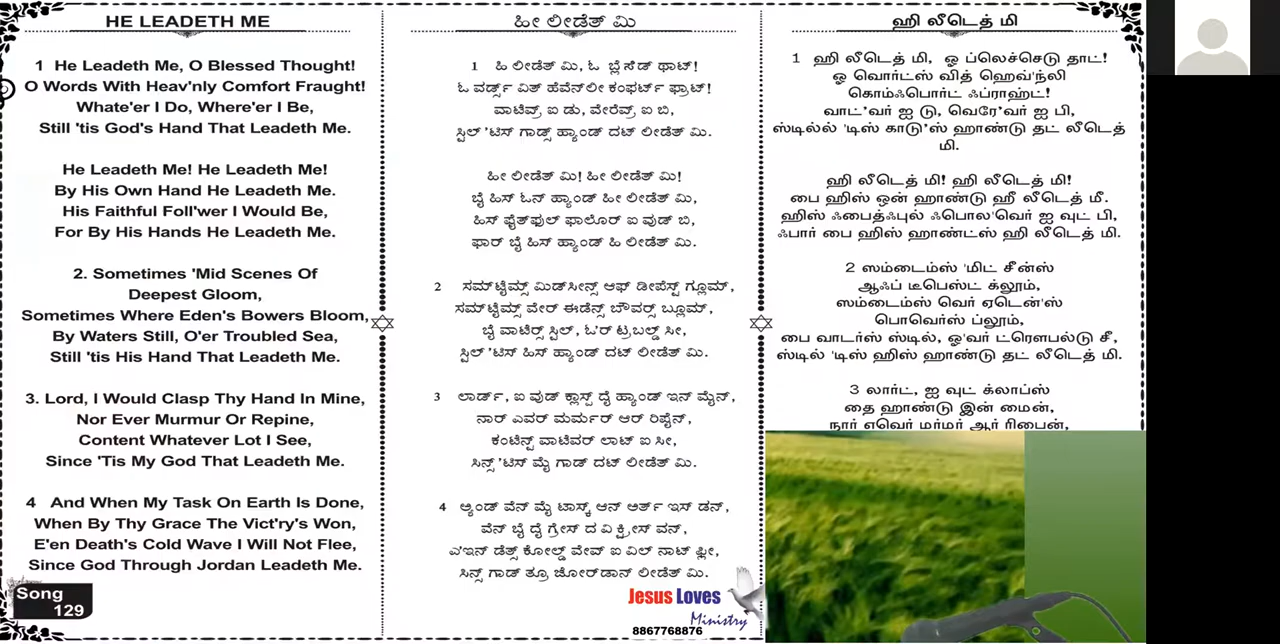 HE LEADETH ME
1 He Leadeth Me, O Blessed Thought!
O Words With Heav'nly Comfort Fraught!
Whate'er I Do, Where'er I Be,
Still 'tis God's Hand That Leadeth Me.
He Leadeth Me! He Leadeth Me!
By His Own Hand He Leadeth Me.
His Faithful Foll'wer I Would Be,
For By His Hands He Leadeth Me.
2. Sometimes 'Mid Scenes Of
Deepest Gloom,
Sometimes Where Eden's Bowers Bloom,
By Waters Still, O'er Troubled Sea,
Still 'tis His Hand That Leadeth Me.
3. Lord, I Would Clasp Thy Hand In Mine,
Nor Ever Murmur Or Repine,
Content Whatever Lot I See,
Since 'Tis My God That Leadeth Me.
4 And When My Task On Earth Is Done,
When By Thy Grace The Vict'ry's Won,
E'en Death's Cold Wave I Will Not Flee,
Since God Through Jordan Leadeth Me.
Song
129
ಹೀ ಲೀಡೆತ್ ಮಿ
1 ಹಿ ಲೀಡೆತ್ ಮಿ, ಓ ಬ್ಲೆಸೆಡ್ ಥಾಟ್!
ಓ ವರ್ಡ್ಸ್ ವಿತ್ ಹೆವೆನ್‌ಲೀ ಕಂಫರ್ಟ್ ಫ್ರಾಟ್!
ವಾಟಿವ್ರ್ ಐ ಡು, ವೇರೆವ್ರ್ ಐ ಬಿ,
ಸ್ಟಿಲ್ 'ಟಿಸ್ ಗಾಡ್ಸ್ ಹ್ಯಾಂಡ್ ದಟ್ ಲೀಡೆತ್ ಮಿ.
ಹೀ ಲೀಡೆತ್ ಮಿ! ಹೀ ಲೀಡೆತ್ ಮಿ!
ಬೈ ಹಿಸ್ ಓನ್ ಹ್ಯಾಂಡ್ ಹೀ ಲೀಡೆತ್ ಮಿ,
ಹಿಸ್ ಫೈತ್‌ಫುಲ್ ಫಾಲೊರ್ ಐ ವುಡ್ ಬಿ,
ಫಾರ್ ಬೈ ಹಿಸ್ ಹ್ಯಾಂಡ್ ಹಿ ಲೀಡೆತ್ ಮಿ.
2 ಸಮ್‌ಟೈಮ್ಸ್ ಮಿಡ್‌ಸೀನ್ಸ್ ಆಫ್ ಡೀಪೆಸ್ಟ್ ಗ್ಲೂಮ್,
ಸಮ್‌ಟೈಮ್ಸ್ ವೇರ್ ಈಡೆನ್ಸ್ ಬೌವರ್ಸ್ ಬ್ಲೂಮ್,
ಬೈ ವಾಟಿರ್ಸ್ ಸ್ಟಿಲ್, ಓ'ರ್ ಟ್ರಬಲ್ಡ್ ಸೀ,
ಸ್ಟಿಲ್ 'ಟಿಸ್ ಹಿಸ್ ಹ್ಯಾಂಡ್ ದಟ್ ಲೀಡೆತ್ ಮಿ.
3 ಲಾರ್ಡ್, ಐ ವುಡ್ ಕ್ಲಾಸ್ಪ್ ದೈ ಹ್ಯಾಂಡ್ ಇನ್ ಮೈನ್,
ನಾರ್ ಎವರ್ ಮರ್ಮರ್ ಆರ್ ರಿಪೈನ್,
ಕಂಟಿನ್ಟ್ ವಾಟಿವರ್ ಲಾಟ್ ಐ ಸೀ,
ಸಿನ್ಸ್ 'ಟಿಸ್ ಮೈ ಗಾಡ್ ದಟ್ ಲೀಡೆತ್ ಮಿ.
4 ಆ್ಯಂಡ್ ವೆನ್ ಮೈ ಟಾಸ್ಕ್ ಆನ್ ಅರ್ತ್ ಇಸ್ ಡನ್,
ವೆನ್ ಬೈ ದೈ ಗ್ರೇಸ್ ದ ವಿಕ್ಟ್ರೀಸ್ ವನ್,
ಎ'ಇನ್ ಡೆತ್ಸ್ ಕೋಲ್ಡ್ ವೇವ್ ಐ ವಿಲ್ ನಾಟ್ ಫ್ಲೀ,
ಸಿನ್ಸ್ ಗಾಡ್ ತ್ರೂ ಜೋರ್ಡಾನ್ ಲೀಡೆತ್ ಮಿ.
Jesus Loves
Ministry
8867768876
ஹி லீடெத் மி
1 ஹி லீடெத் மி, ஓ ப்லெச்செடு தாட்!
ஓ வொர்ட்ஸ் வித் ஹெவ்'ந்லி
கொம்ஃபொர்ட் ஃப்ராஹ்ட்!
வாட்'வர் ஐ டு, வெரே'வர் ஐ பி,
ஸ்டில்ல் 'டிஸ் காடு'ஸ் ஹாண்டு தட் லீடெத்
மி.
ஹி லீடெத் மி! ஹி லீடெத் மி!
பை ஹிஸ் ஒன் ஹாண்டு ஹீ லீடெத் மீ.
ஹிஸ் ஃபைத்ஃபுல் ஃபொல'வெர் ஐ வுட் பி,
ஃபார் பை ஹிஸ் ஹாண்ட்ஸ் ஹி லீடெத் மி.
2 ஸம்டைம்ஸ் 'மிட் சீன்ஸ்
ஆஃப் டீபெஸ்ட் க்லூம்,
ஸம்டைம்ஸ் வெர் ஏடென்'ஸ்
பொவெர்ஸ் ப்லூம்,
பை வாடர்ஸ் ஸ்டில், ஓ'வர் ட்ரௌபல்டு சீ,
ஸ்டில் 'டிஸ் ஹிஸ் ஹாண்டு தட் லீடெத் மி.
3 லார்ட், ஐ வுட் க்லாப்ஸ்
தை ஹாண்டு இன் மைன்,
நார் எவெர் மர்மர் ஆர் ரிபைன்,